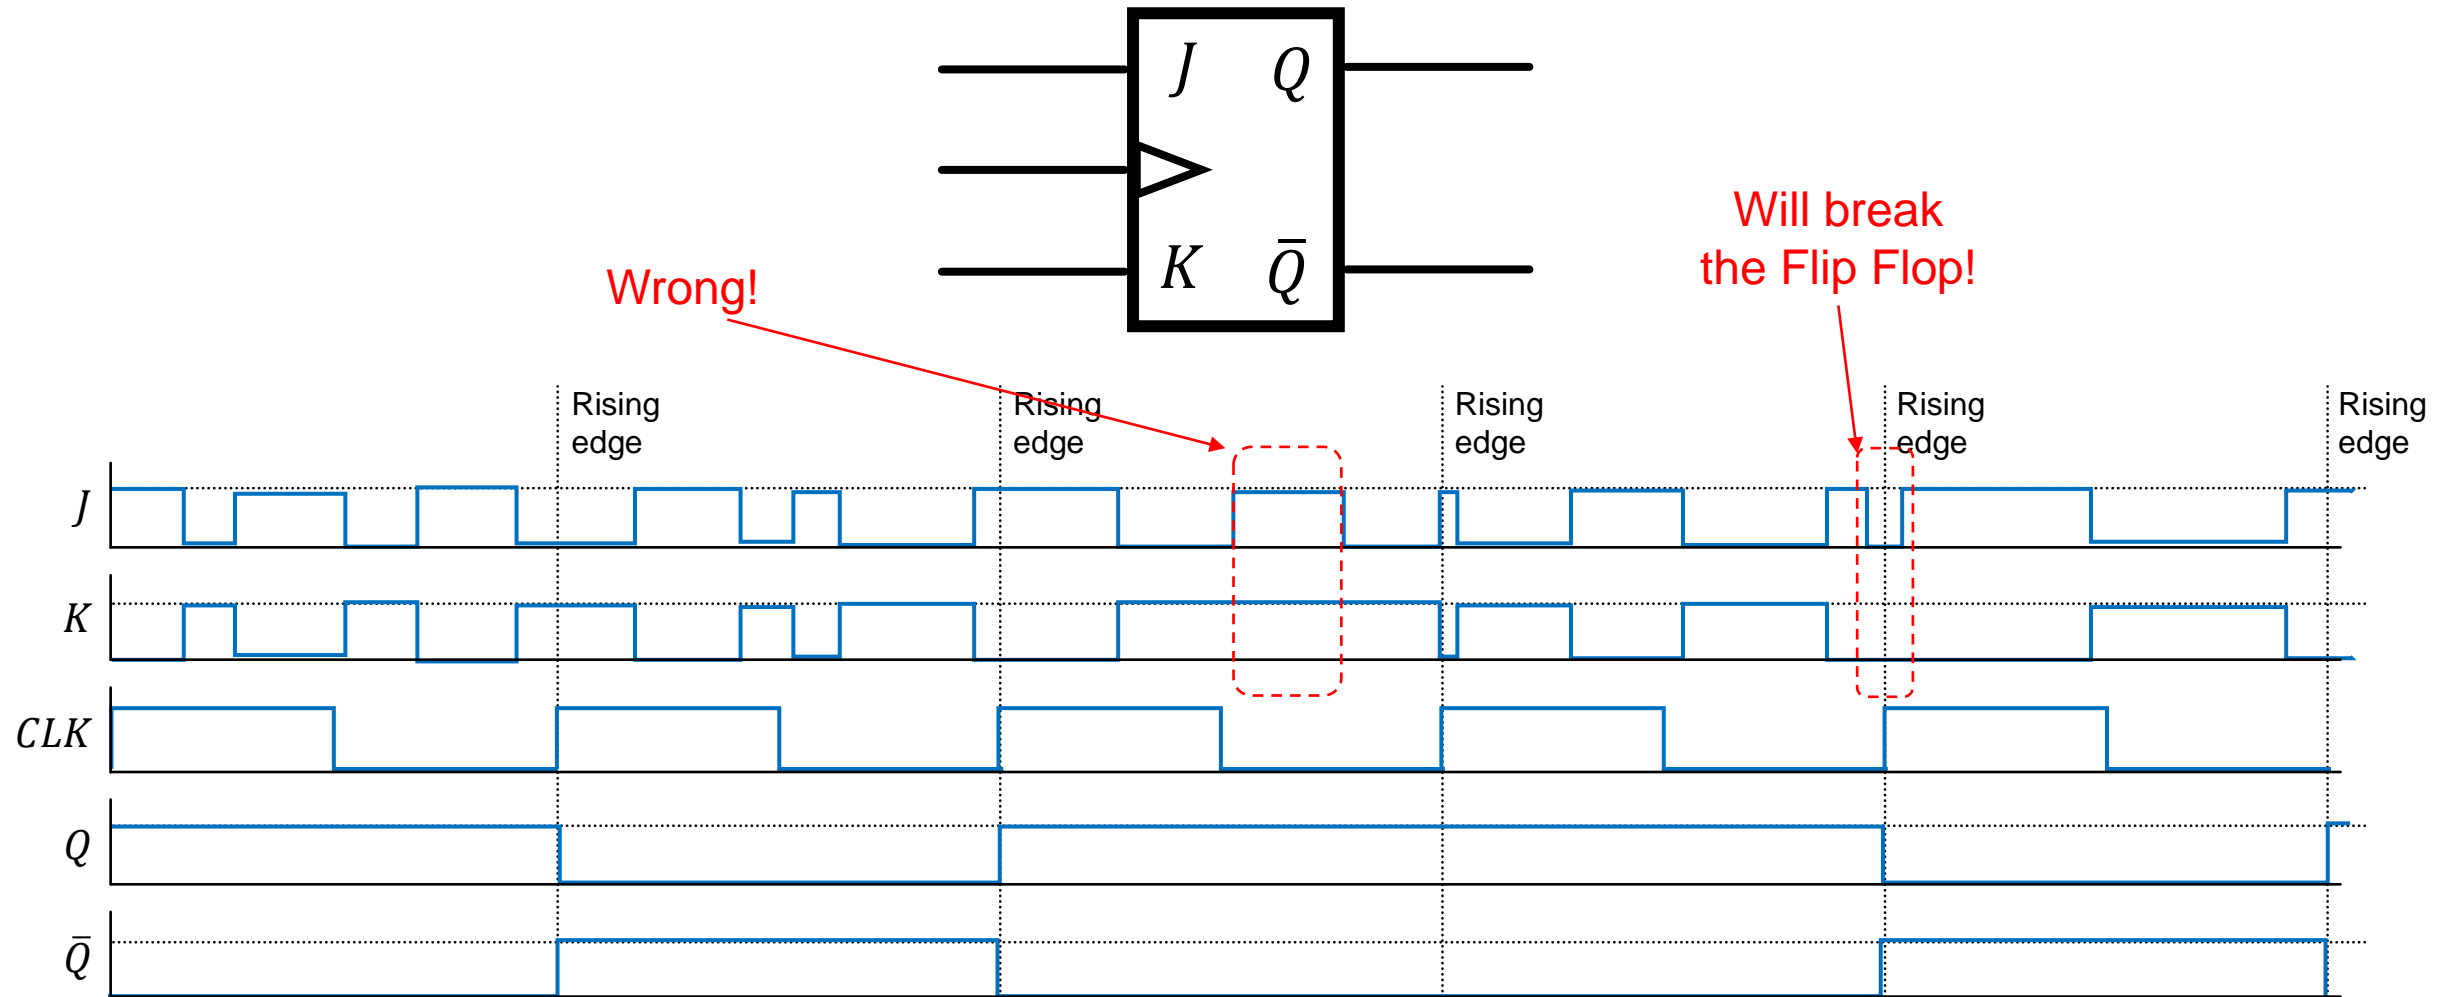 J Q
K Q̅
Wrong!
Will break
the Flip Flop!
Rising
edge
Rising
edge
Rising
edge
Rising
edge
Rising
edge
J
K
CLK
Q
Q̅